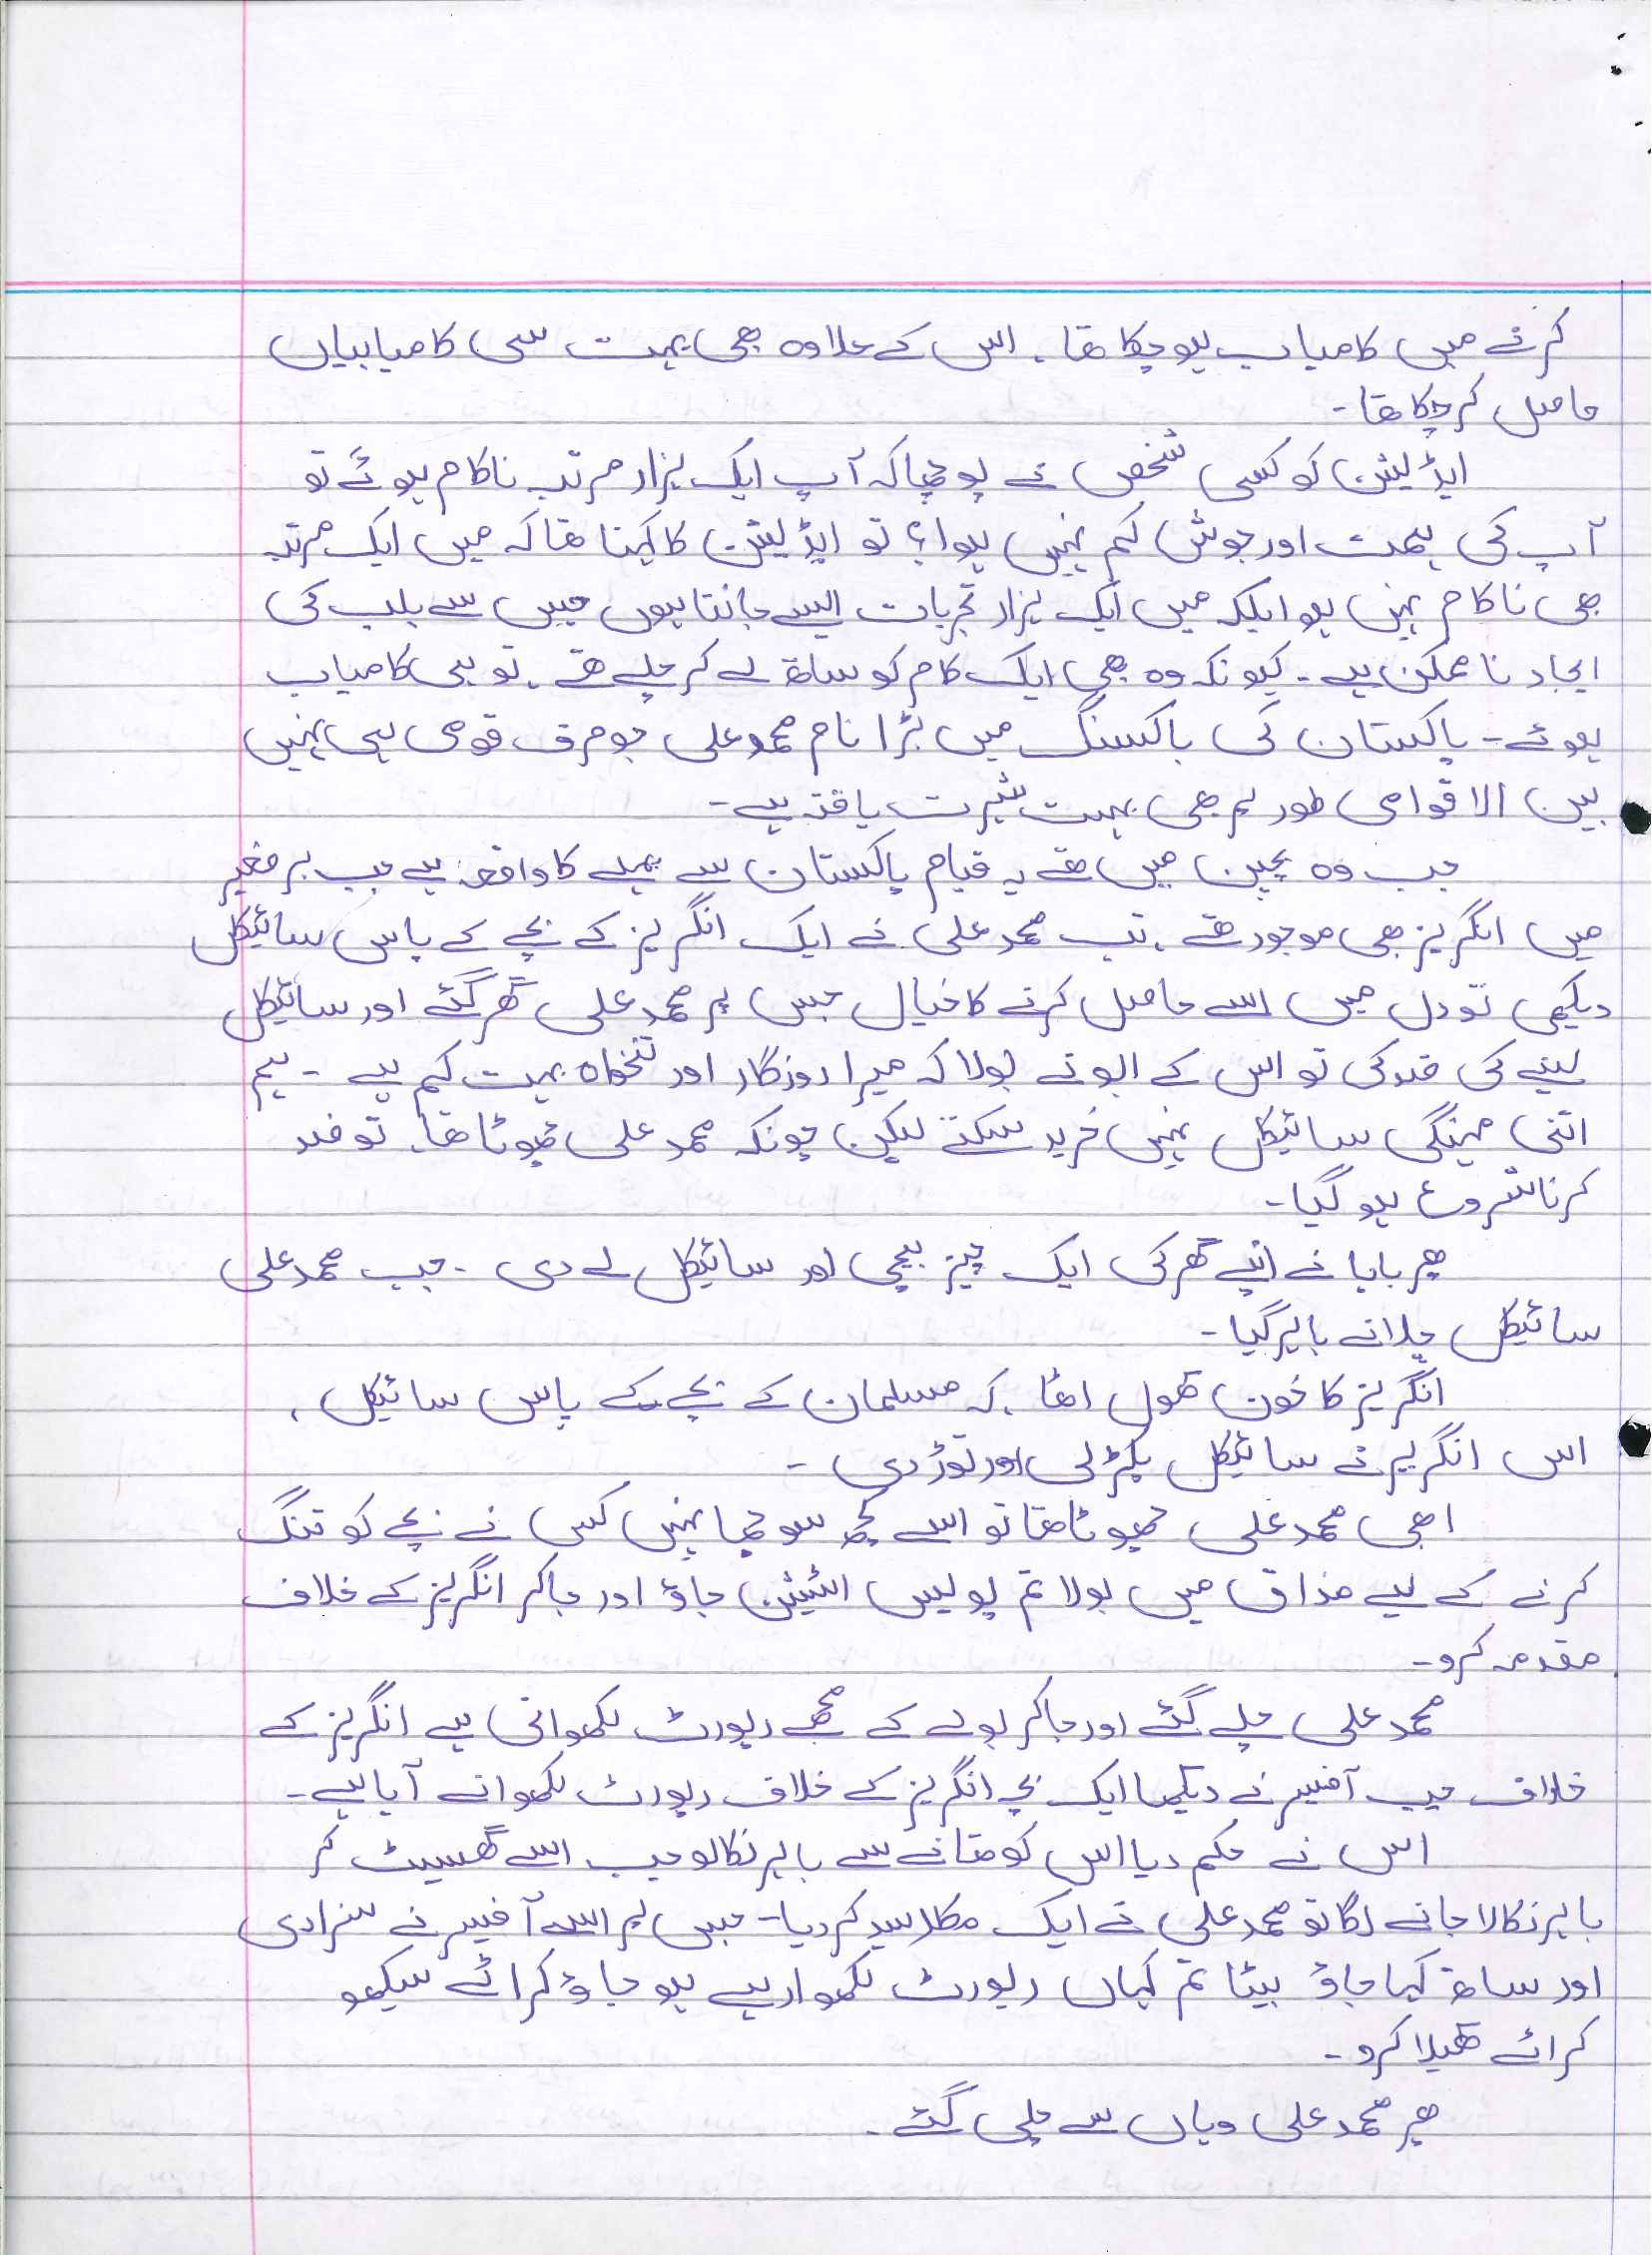 کرنے میں کامیاب ہو چکا تھا۔ اس کے علاوہ بھی بہت سی کامیابیاں
حاصل کر چکا تھا۔
ایڈلیشن کو کسی شخص نے پوچھا کہ آپ ایک ہزار مرتبہ ناکام ہوئے تو
آپ کی ہمت اور جوش کم نہیں ہوا؟ تو ایڈلیشن کا کہنا تھا کہ میں ایک مرتبہ
بھی ناکام نہیں ہوا بلکہ میں ایک ہزار تجربات ایسے جانتا ہوں جس سے بلب کی
ایجاد ناممکن ہے۔ کیونکہ وہ بھی ایک کام کو ساتھ لے کر چلے تھے۔ تو ہی کامیاب
ہوئے۔ پاکستان کی باکسنگ میں بڑا نام محمد علی جو صرف قومی ہی نہیں
بین الاقوامی طور پر بھی بہت شہرت یافتہ ہے۔
جب وہ بچپن میں تھے یہ قیام پاکستان سے پہلے کا واقعہ ہے جب برصغیر
میں انگریز بھی موجود تھے۔ تب محمد علی نے ایک انگریز کے بچے کے پاس سائیکل
دیکھی تو دل میں اسے حاصل کرنے کا خیال جس پر محمد علی گھر گئے اور سائیکل
لینے کی ضد کی تو اس کے ابو نے بولا کہ میرا روزگار اور تنخواہ بہت کم ہے۔ ہم
اتنی مہنگی سائیکل نہیں خرید سکتے لیکن چونکہ محمد علی چھوٹا تھا۔ تو ضد
کرنا شروع ہو گیا۔
پھر بابا نے اپنے گھر کی ایک چیز بیچی اور سائیکل لے دی۔ جب محمد علی
سائیکل چلانے باہر گیا۔
انگریز کا خون کھول اٹھا۔ کہ مسلمان کے بچے کے پاس سائیکل،
اس انگریز نے سائیکل پکڑ لی اور توڑ دی۔
ابھی محمد علی چھوٹا تھا تو اسے کچھ سوجھا نہیں کس نے بچے کو تنگ
کرنے کے لیے مذاق میں بولا تم پولیس اسٹیشن جاؤ اور جا کر انگریز کے خلاف
مقدمہ کرو۔
محمد علی چلے گئے اور جا کر بولے کے مجھے رپورٹ لکھوانی ہے انگریز کے
خلاف جب آفیسر نے دیکھا ایک بچہ انگریز کے خلاف رپورٹ لکھوانے آیا ہے۔
اس نے حکم دیا اس کو تھانے سے باہر نکالو جب اسے گھسیٹ کر
باہر نکالا جانے لگا تو محمد علی نے ایک مکا رسید کر دیا۔ جس پر اسے آفیسر نے سزا دی
اور ساتھ کہا جاؤ بیٹا تم کہاں رپورٹ لکھوا رہے ہو جاؤ کراٹے سیکھو
کراٹے کھیلا کرو۔
پھر محمد علی وہاں سے چلی گئے۔